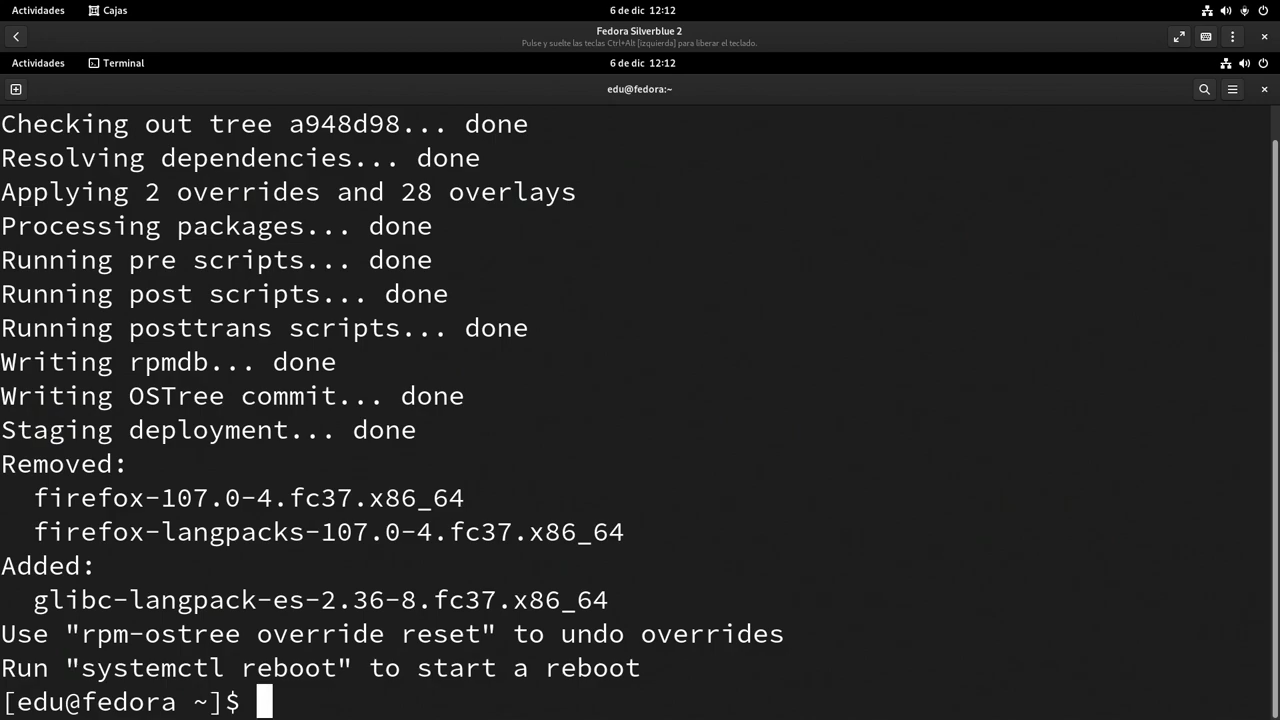 Actividades Cajas 6 de dic 12:12
Fedora Silverblue 2
Pulse y suelte las teclas Ctrl+Alt [izquierda] para liberar el teclado.
Actividades Terminal 6 de dic 12:12
edu@fedora:~
Checking out tree a948d98... done
Resolving dependencies... done
Applying 2 overrides and 28 overlays
Processing packages... done
Running pre scripts... done
Running post scripts... done
Running posttrans scripts... done
Writing rpmdb... done
Writing OSTree commit... done
Staging deployment... done
Removed:
firefox-107.0-4.fc37.x86_64
firefox-langpacks-107.0-4.fc37.x86_64
Added:
glibc-langpack-es-2.36-8.fc37.x86_64
Use "rpm-ostree override reset" to undo overrides
Run "systemctl reboot" to start a reboot
[edu@fedora ~]$